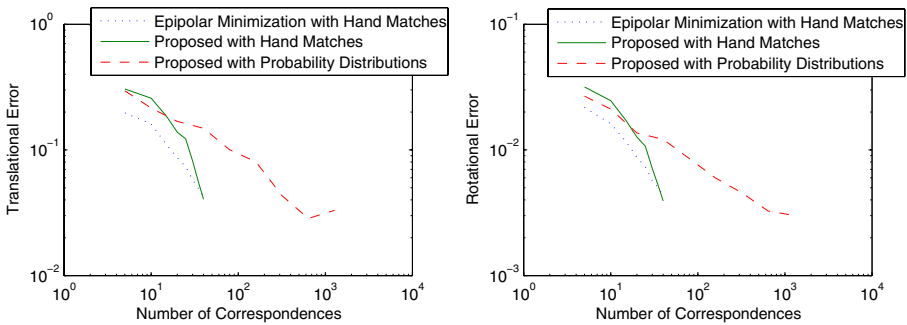 Epipolar Minimization with Hand Matches
Proposed with Hand Matches
Proposed with Probability Distributions
10^0
10^-1
10^-2
Translational Error
10^0 10^1 10^2 10^3 10^4
Number of Correspondences
Epipolar Minimization with Hand Matches
Proposed with Hand Matches
Proposed with Probability Distributions
10^-1
10^-2
10^-3
Rotational Error
10^0 10^1 10^2 10^3 10^4
Number of Correspondences